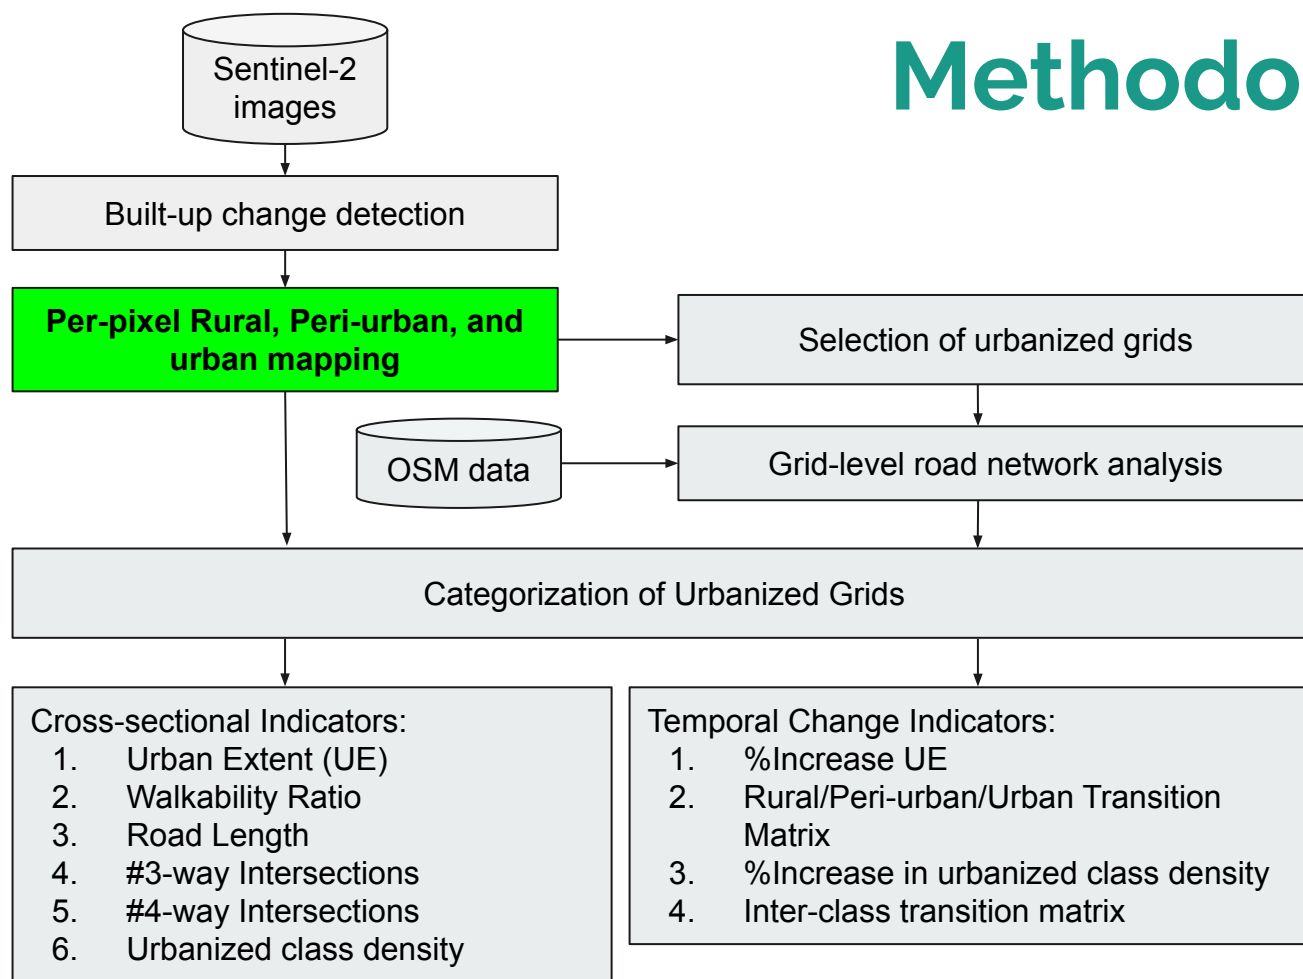 Methodo
Sentinel-2
images
Built-up change detection
Per-pixel Rural, Peri-urban, and
urban mapping
Selection of urbanized grids
OSM data
Grid-level road network analysis
Categorization of Urbanized Grids
Cross-sectional Indicators:
1. Urban Extent (UE)
2. Walkability Ratio
3. Road Length
4. #3-way Intersections
5. #4-way Intersections
6. Urbanized class density
Temporal Change Indicators:
1. %Increase UE
2. Rural/Peri-urban/Urban Transition
Matrix
3. %Increase in urbanized class density
4. Inter-class transition matrix